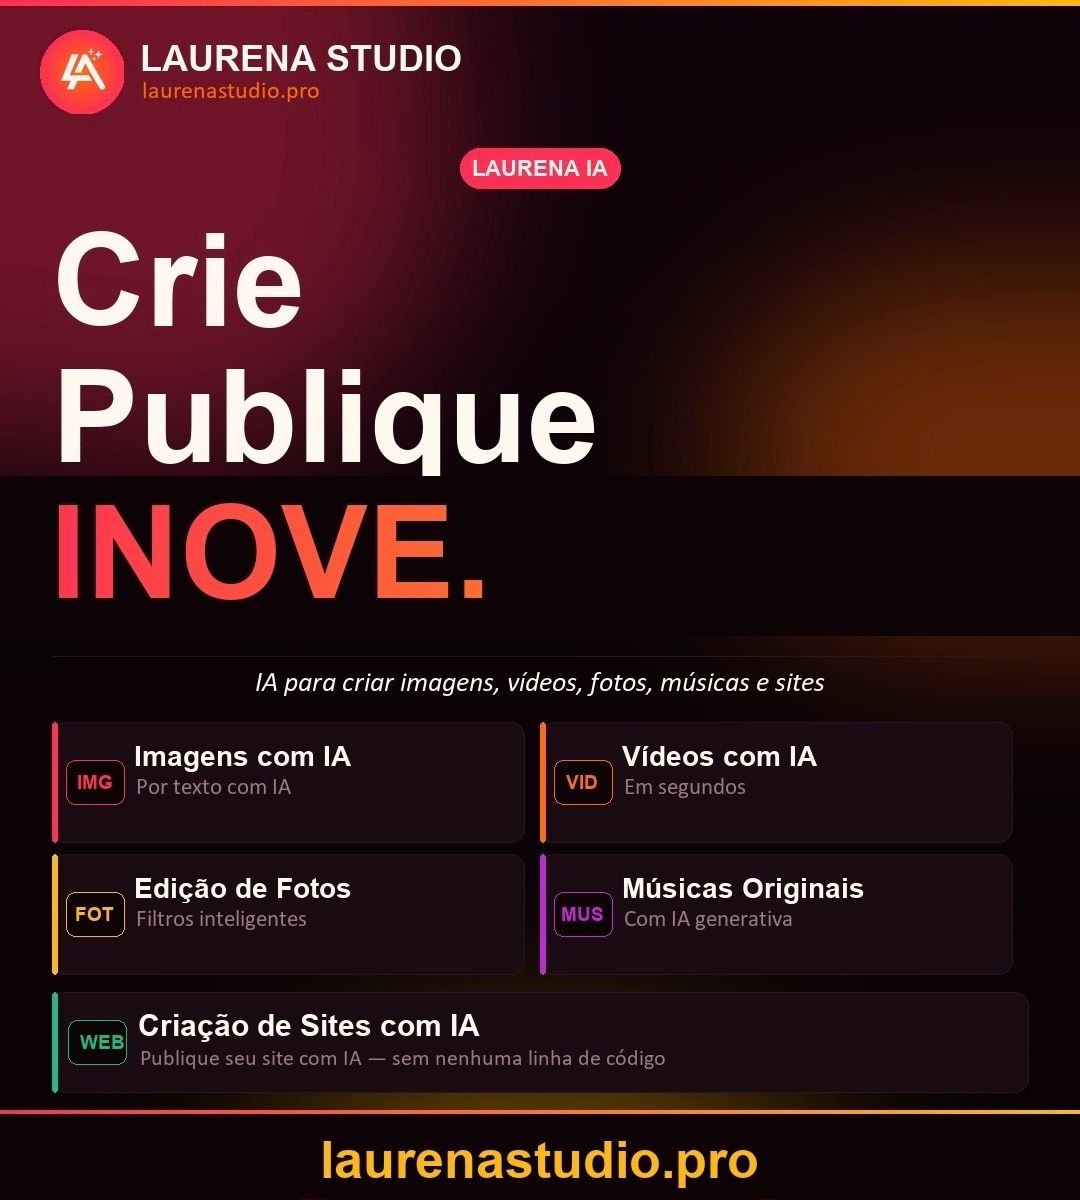 LAURENA STUDIO
laurenastudio.pro
LAURENA IA
Crie
Publique
INOVE.
IA para criar imagens, vídeos, fotos, músicas e sites
IMG
Imagens com IA
Por texto com IA
VID
Vídeos com IA
Em segundos
FOT
Edição de Fotos
Filtros inteligentes
MUS
Músicas Originais
Com IA generativa
WEB
Criação de Sites com IA
Publique seu site com IA — sem nenhuma linha de código
laurenastudio.pro